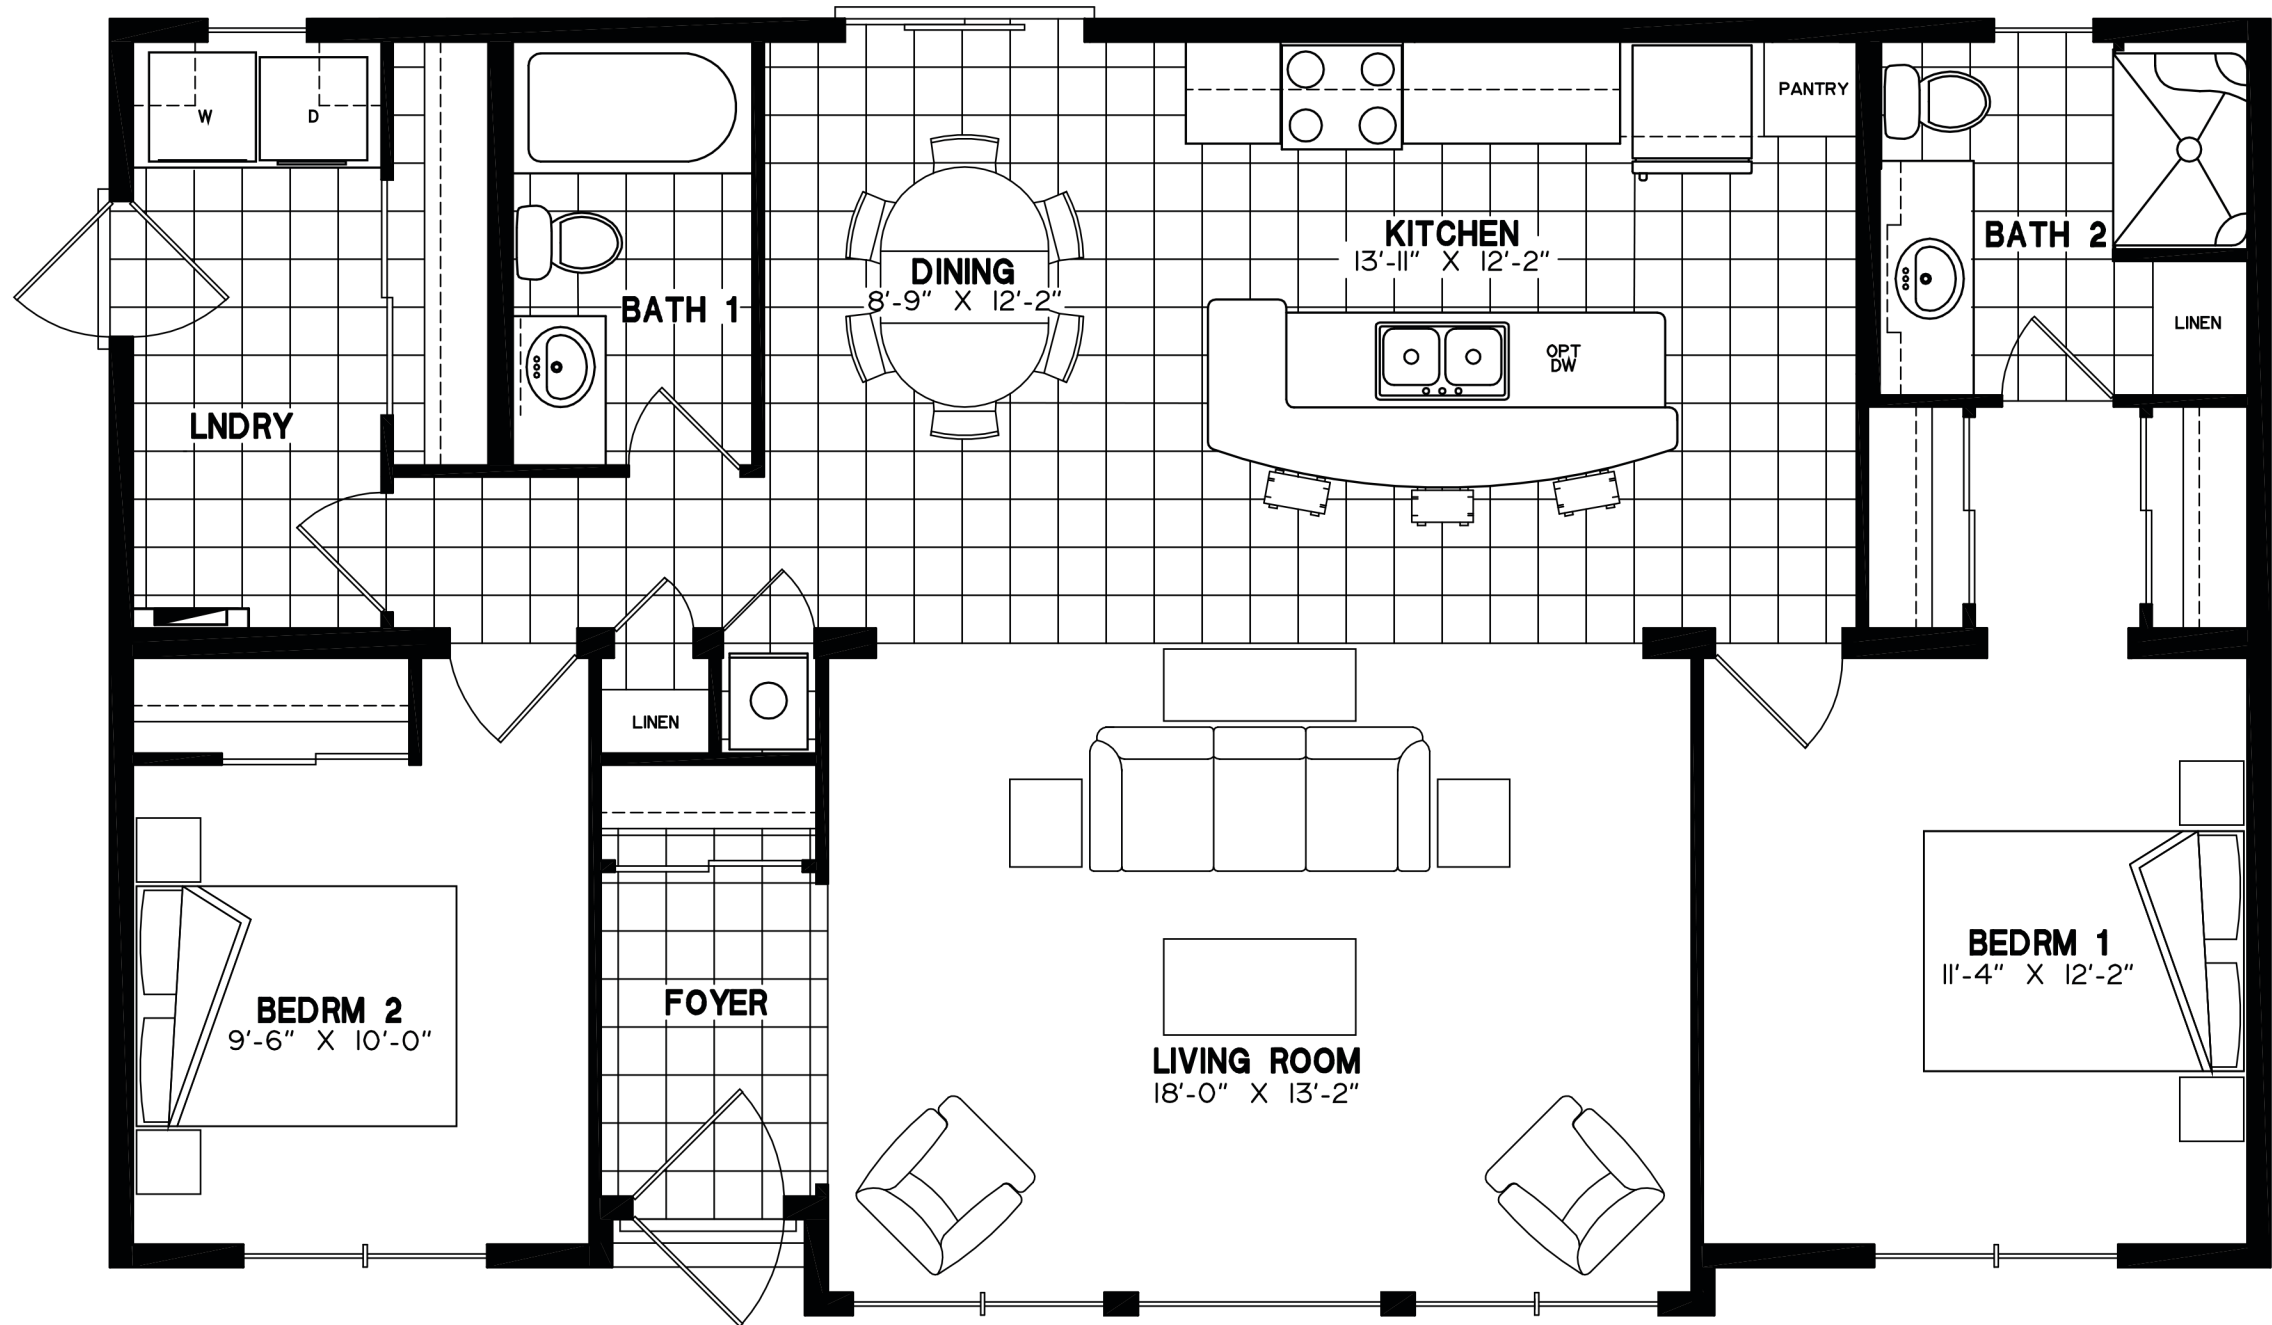 W
D
PANTRY
KITCHEN
13'-11" X 12'-2"
BATH 2
DINING
8'-9" X 12'-2"
BATH 1
LINEN
OPT
DW
LNDRY
LINEN
BEDRM 1
11'-4" X 12'-2"
BEDRM 2
9'-6" X 10'-0"
FOYER
LIVING ROOM
18'-0" X 13'-2"